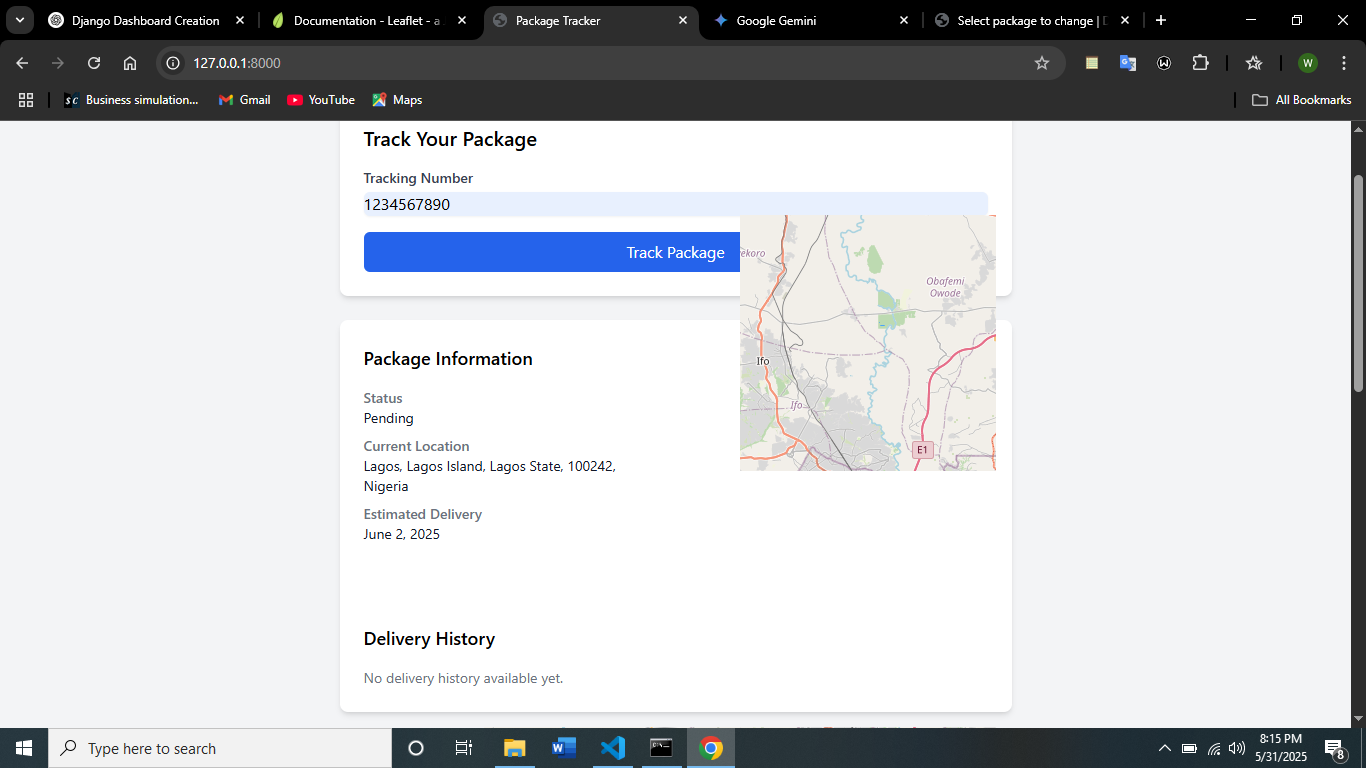 Django Dashboard Creation
Documentation - Leaflet - a
Package Tracker
Google Gemini
Select package to change | D
127.0.0.1:8000
W
Business simulation...
Gmail
YouTube
Maps
All Bookmarks
Track Your Package
Tracking Number
1234567890
Track Package
Obafemi
Owode
Ifo
Ifo
E1
Package Information
Status
Pending
Current Location
Lagos, Lagos Island, Lagos State, 100242,
Nigeria
Estimated Delivery
June 2, 2025
Delivery History
No delivery history available yet.
Type here to search
8:15 PM
5/31/2025
8